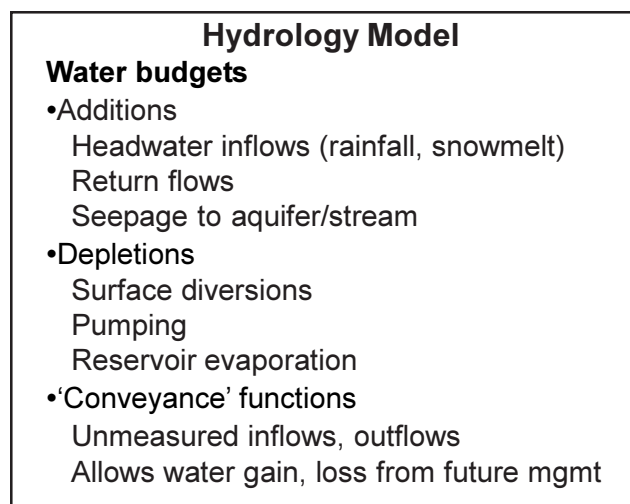 Hydrology Model
Water budgets
•Additions
Headwater inflows (rainfall, snowmelt)
Return flows
Seepage to aquifer/stream
•Depletions
Surface diversions
Pumping
Reservoir evaporation
•‘Conveyance’ functions
Unmeasured inflows, outflows
Allows water gain, loss from future mgmt